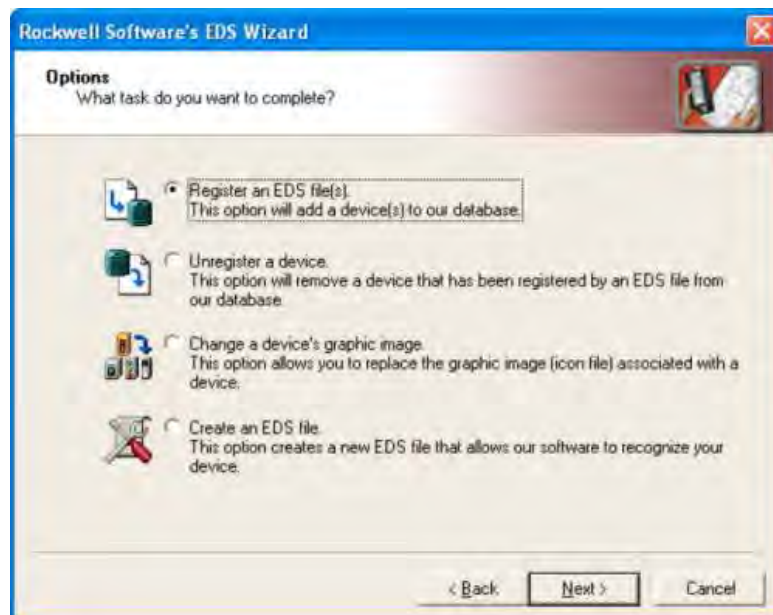 Rockwell Software's EDS Wizard
Options
What task do you want to complete?
Register an EDS file(s).
This option will add a device(s) to our database.
Unregister a device.
This option will remove a device that has been registered by an EDS file from
our database.
Change a device's graphic image.
This option allows you to replace the graphic image (icon file) associated with a
device.
Create an EDS file.
This option creates a new EDS file that allows our software to recognize your
device.
< Back
Next >
Cancel